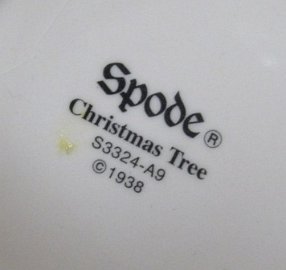 Spode®
Christmas Tree
S3324-A9
©1938